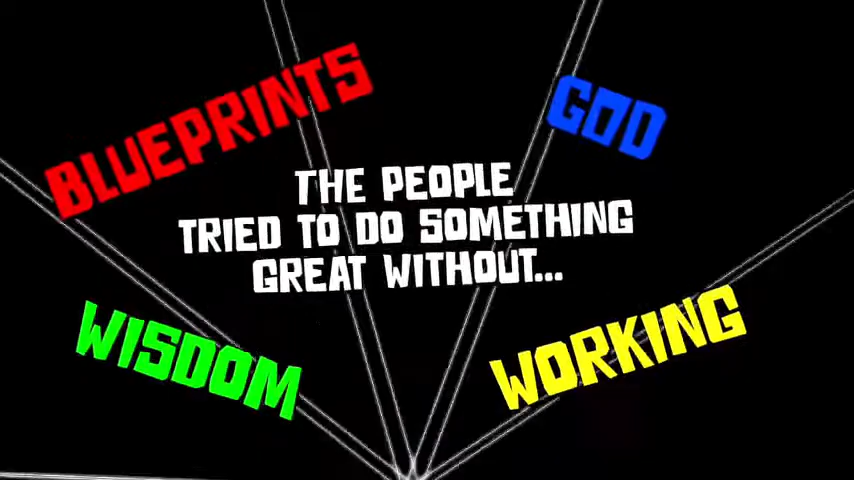 BLUEPRINTS
GOD
THE PEOPLE
TRIED TO DO SOMETHING
GREAT WITHOUT...
WISDOM
WORKING